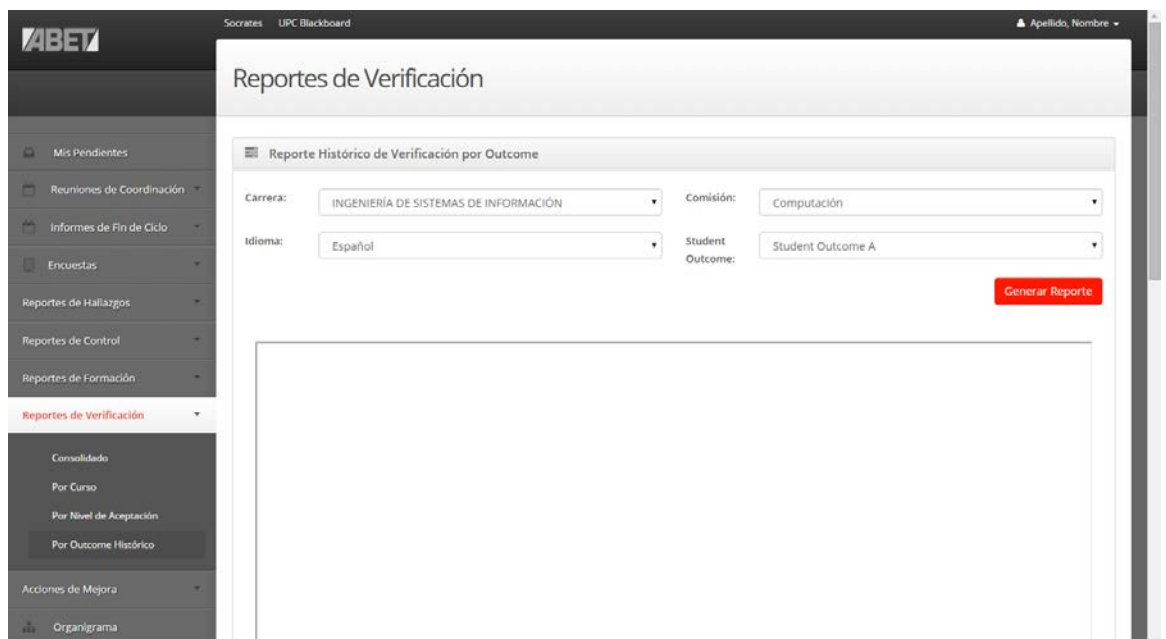 ABET
Socrates UPC Blackboard Apellido, Nombre
Reportes de Verificación
Mis Pendientes
Reuniones de Coordinación
Informes de Fin de Ciclo
Encuestas
Reportes de Hallazgos
Reportes de Control
Reportes de Formación
Reportes de Verificación
Consolidado
Por Curso
Por Nivel de Aceptación
Por Outcome Histórico
Acciones de Mejora
Organigrama
Reporte Histórico de Verificación por Outcome
Carrera: INGENIERÍA DE SISTEMAS DE INFORMACIÓN Comisión: Computación
Idioma: Español Student Outcome: Student Outcome A
Generar Reporte